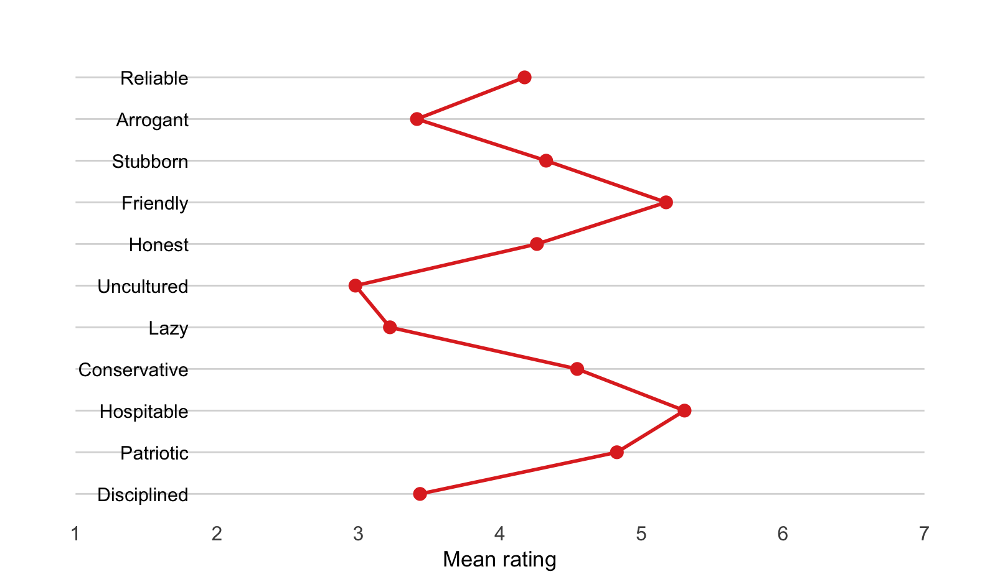 Reliable
Arrogant
Stubborn
Friendly
Honest
Uncultured
Lazy
Conservative
Hospitable
Patriotic
Disciplined
1 2 3 4 5 6 7
Mean rating